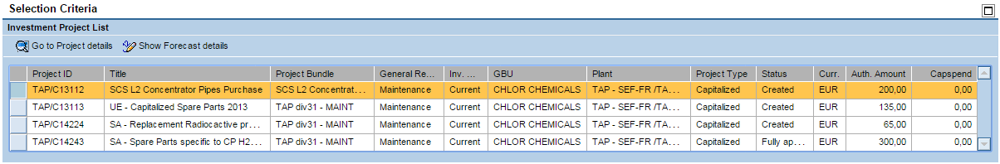 Selection Criteria
Investment Project List
Go to Project details Show Forecast details
Project ID Title Project Bundle General Re... Inv. ... GBU Plant Project Type Status Curr. Auth. Amount Capspend
TAP/C13112 SCS L2 Concentrator Pipes Purchase SCS L2 Concentrat... Maintenance Current CHLOR CHEMICALS TAP - SEF-FR /TA... Capitalized Created EUR 200,00 0,00
TAP/C13113 UE - Capitalized Spare Parts 2013 TAP div31 - MAINT Maintenance Current CHLOR CHEMICALS TAP - SEF-FR /TA... Capitalized Created EUR 135,00 0,00
TAP/C14224 SA - Replacement Radiocactive pr... TAP div31 - MAINT Maintenance Current CHLOR CHEMICALS TAP - SEF-FR /TA... Capitalized Created EUR 65,00 0,00
TAP/C14243 SA - Spare Parts specific to CP H2... TAP div31 - MAINT Maintenance Current CHLOR CHEMICALS TAP - SEF-FR /TA... Capitalized Fully ap... EUR 300,00 0,00